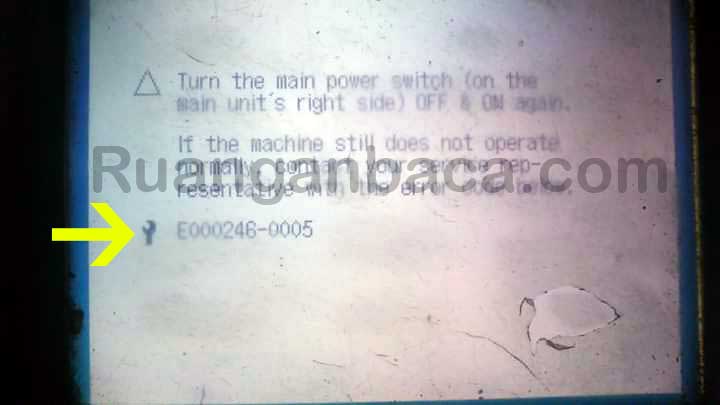 Turn the main power switch (on the
main unit's right side) OFF & ON again.
If the machine still does not operate
normally, contact your service rep-
resentative with the error
Ruanganbaca.com
E000246-0005